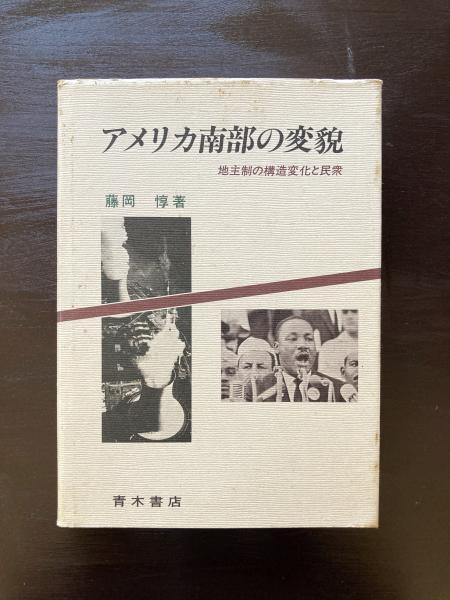 アメリカ南部の変貌
地主制の構造変化と民衆
藤岡 惇著
青木書店